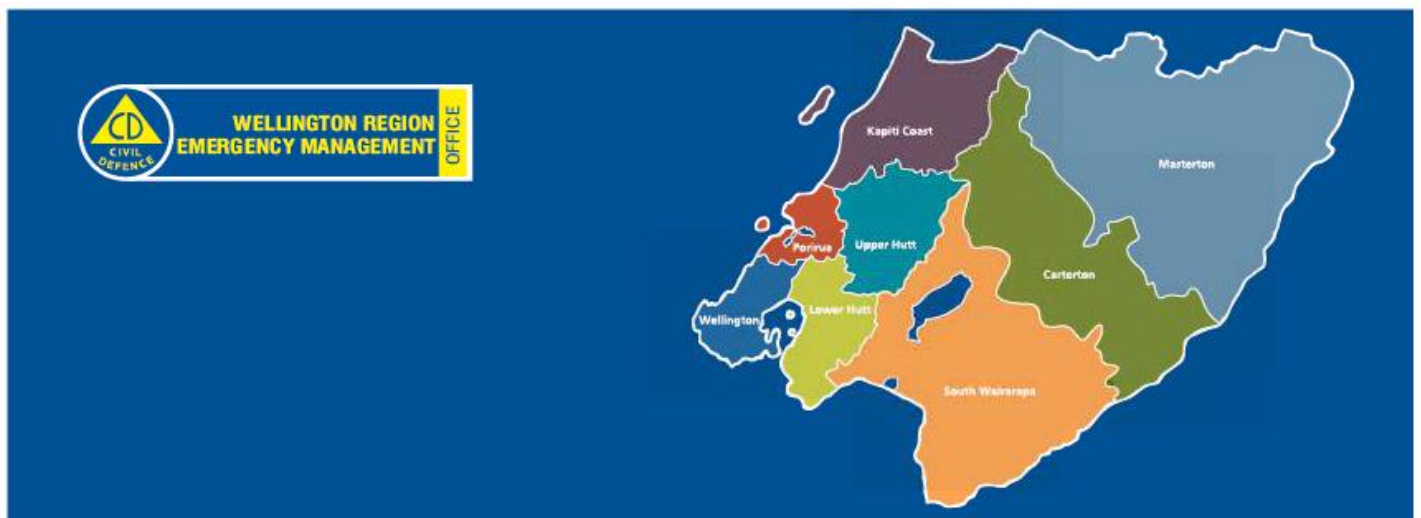 CD
CIVIL
DEFENCE
WELLINGTON REGION
EMERGENCY MANAGEMENT
OFFICE
Kapiti Coast
Masterton
Porirua
Upper Hutt
Carterton
Wellington
Lower Hutt
South Wairarapa